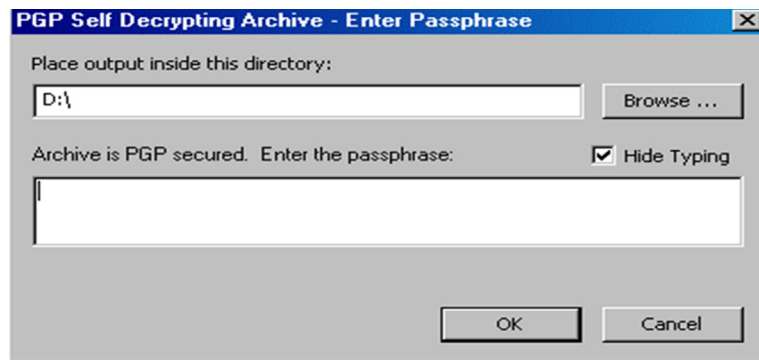 PGP Self Decrypting Archive - Enter Passphrase
Place output inside this directory:
D:\
Browse ...
Archive is PGP secured. Enter the passphrase:
Hide Typing
OK
Cancel